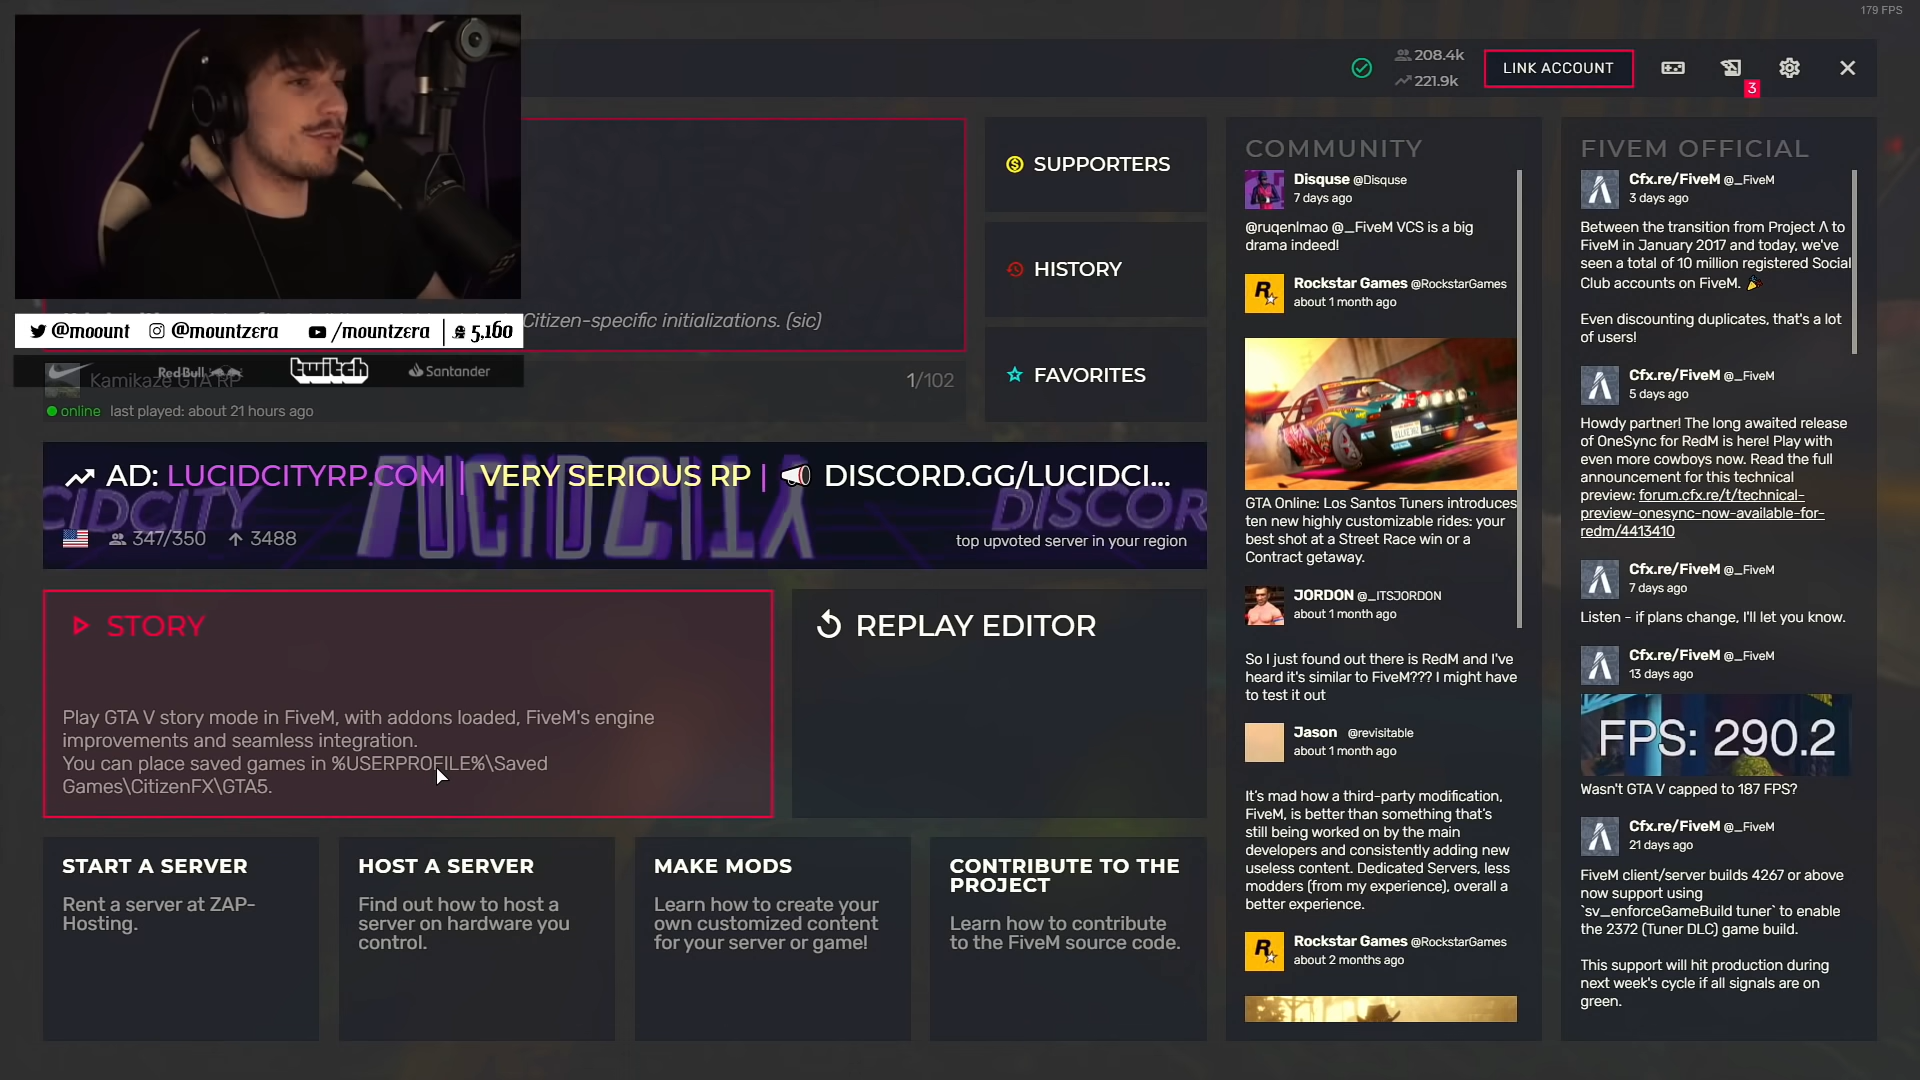 179 FPS
208.4k
221.9k
LINK ACCOUNT
3
Citizen-specific initializations. (sic)
@moount @mountzera /mountzera | 5,160
Red Bull twitch Santander
Kamikaze GTA RP
1/102
online last played: about 21 hours ago
SUPPORTERS
HISTORY
FAVORITES
AD: LUCIDCITYRP.COM | VERY SERIOUS RP | DISCORD.GG/LUCIDCI...
347/350 3488
top upvoted server in your region
STORY
Play GTA V story mode in FiveM, with addons loaded, FiveM's engine
improvements and seamless integration.
You can place saved games in %USERPROFILE%\Saved
Games\CitizenFX\GTA5.
REPLAY EDITOR
START A SERVER
Rent a server at ZAP-
Hosting.
HOST A SERVER
Find out how to host a
server on hardware you
control.
MAKE MODS
Learn how to create your
own customized content
for your server or game!
CONTRIBUTE TO THE
PROJECT
Learn how to contribute
to the FiveM source code.
COMMUNITY
Disquse @Disquse
7 days ago
@ruqenlmao @_FiveM VCS is a big
drama indeed!
Rockstar Games @RockstarGames
about 1 month ago
GTA Online: Los Santos Tuners introduces
ten new highly customizable rides: your
best shot at a Street Race win or a
Contract getaway.
JORDON @_ITSJORDON
about 1 month ago
So I just found out there is RedM and I've
heard it's similar to FiveM??? I might have
to test it out
Jason @revisitable
about 1 month ago
It's mad how a third-party modification,
FiveM, is better than something that's
still being worked on by the main
developers and consistently adding new
useless content. Dedicated Servers, less
modders (from my experience), overall a
better experience.
Rockstar Games @RockstarGames
about 2 months ago
FIVEM OFFICIAL
Cfx.re/FiveM @_FiveM
3 days ago
Between the transition from Project Λ to
FiveM in January 2017 and today, we've
seen a total of 10 million registered Social
Club accounts on FiveM. 🎉
Even discounting duplicates, that's a lot
of users!
Cfx.re/FiveM @_FiveM
5 days ago
Howdy partner! The long awaited release
of OneSync for RedM is here! Play with
even more cowboys now. Read the full
announcement for this technical
preview: forum.cfx.re/t/technical-
preview-onesync-now-available-for-
redm/4413410
Cfx.re/FiveM @_FiveM
7 days ago
Listen - if plans change, I'll let you know.
Cfx.re/FiveM @_FiveM
13 days ago
FPS: 290.2
Wasn't GTA V capped to 187 FPS?
Cfx.re/FiveM @_FiveM
21 days ago
FiveM client/server builds 4267 or above
now support using
`sv_enforceGameBuild tuner` to enable
the 2372 (Tuner DLC) game build.
This support will hit production during
next week's cycle if all signals are on
green.